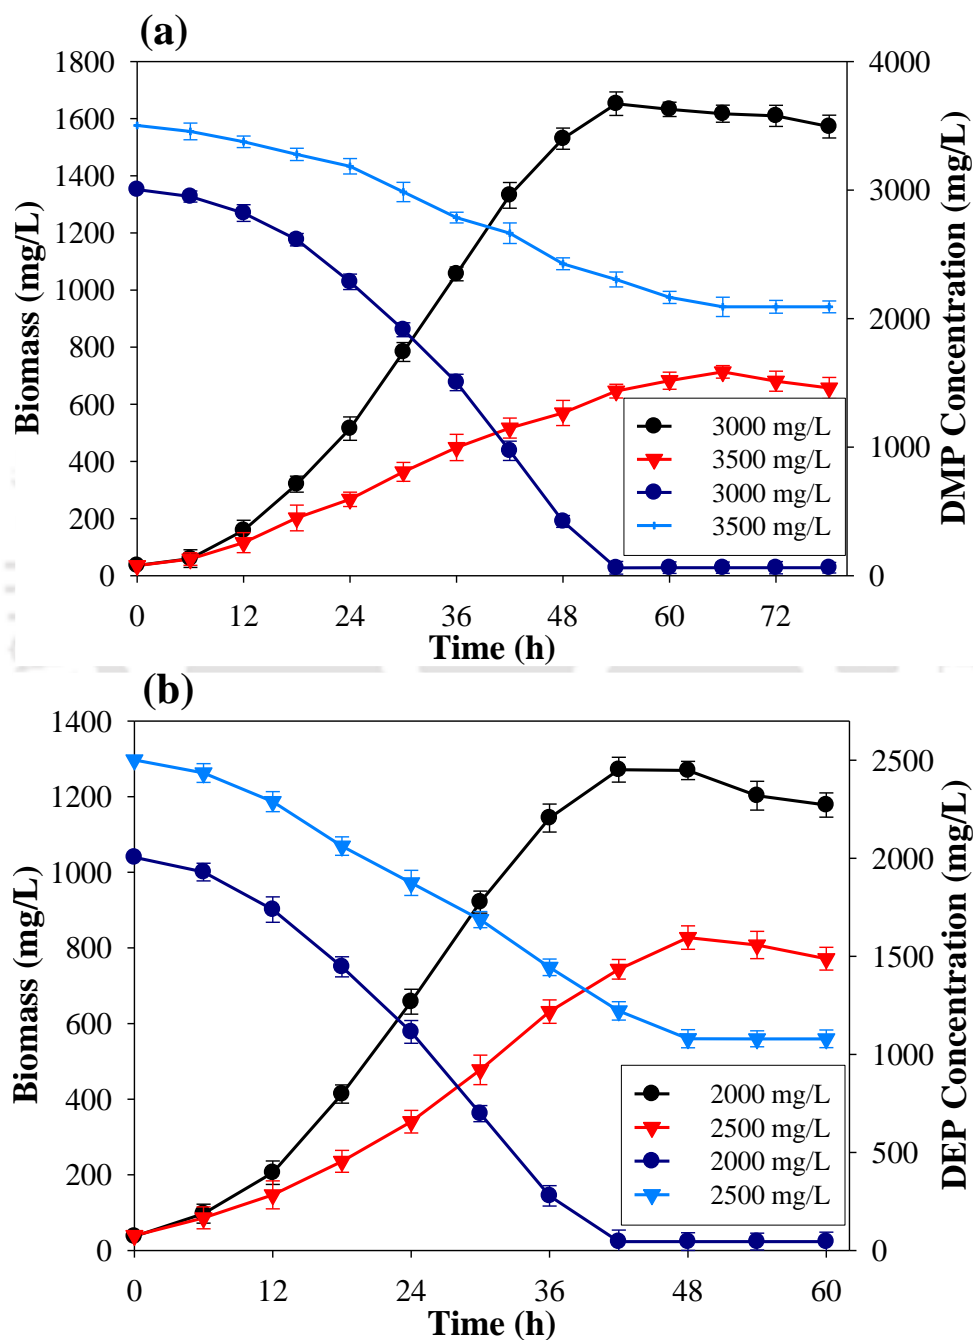 (a)
1800
1600
1400
1200
1000
800
600
400
200
0
Biomass (mg/L)
4000
3000
2000
1000
0
DMP Concentration (mg/L)
3000 mg/L
3500 mg/L
3000 mg/L
3500 mg/L
0 12 24 36 48 60 72
Time (h)
(b)
1400
1200
1000
800
600
400
200
0
Biomass (mg/L)
2500
2000
1500
1000
500
0
DEP Concentration (mg/L)
2000 mg/L
2500 mg/L
2000 mg/L
2500 mg/L
0 12 24 36 48 60
Time (h)